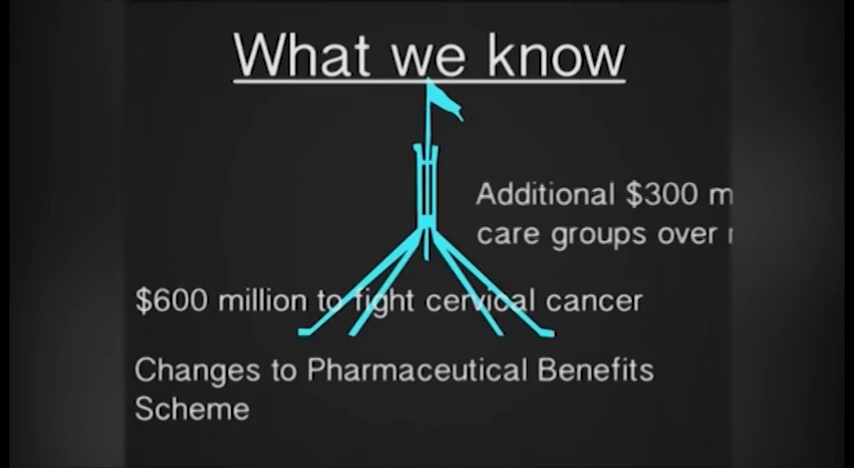 What we know
Additional $300 m
care groups over
$600 million to fight cervical cancer
Changes to Pharmaceutical Benefits
Scheme